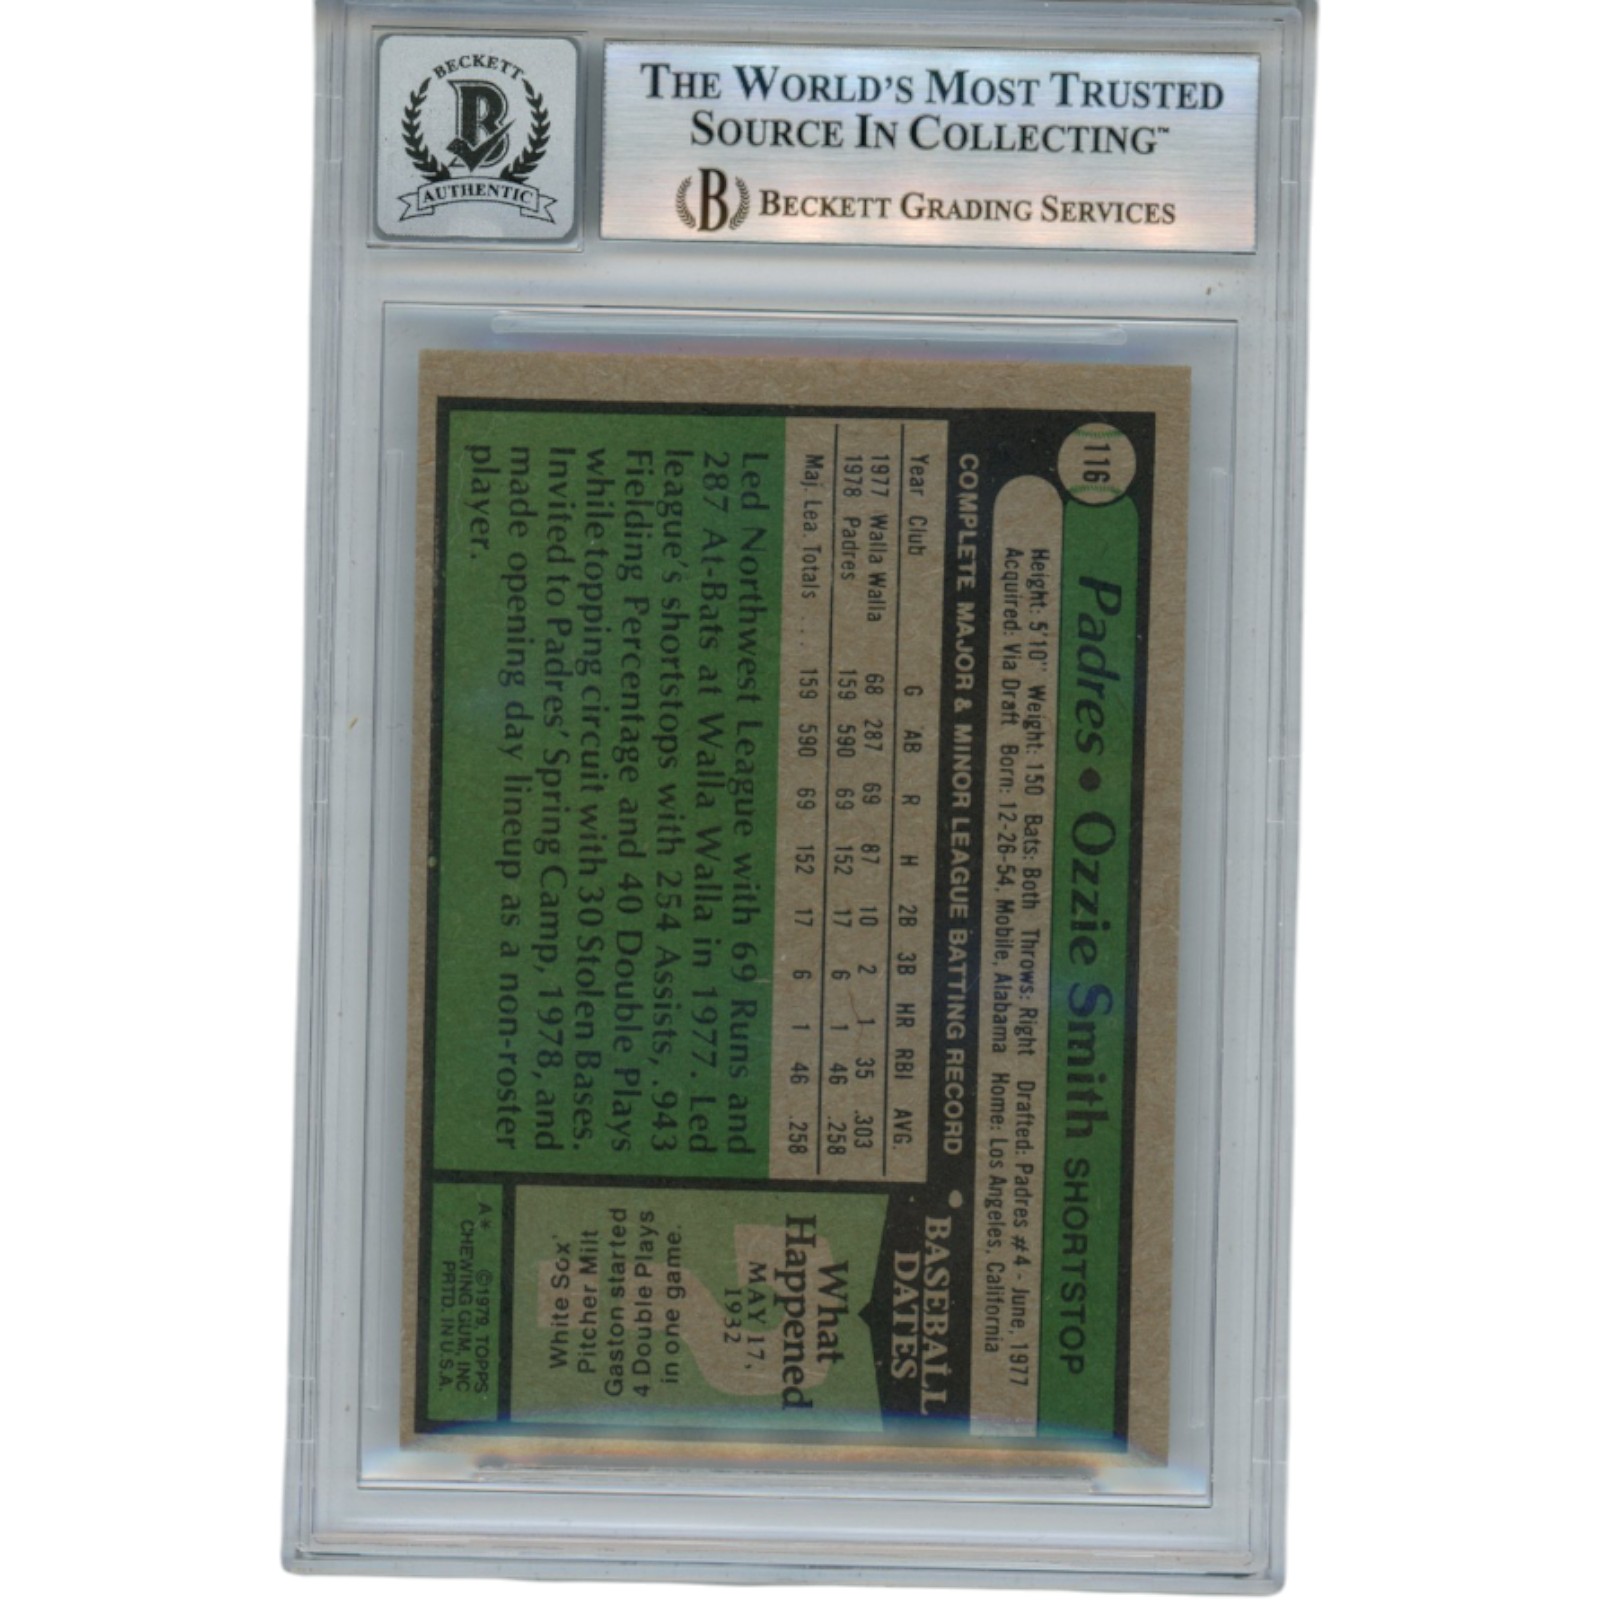 BECKETT
B
AUTHENTIC
THE WORLD'S MOST TRUSTED
SOURCE IN COLLECTING™
B BECKETT GRADING SERVICES
116
Padres • Ozzie Smith SHORTSTOP
Height: 5'10" Weight: 150 Bats: Both Throws: Right Drafted: Padres #4 - June, 1977
Acquired: Via Draft Born: 12-26-54, Mobile, Alabama Home: Los Angeles, California
COMPLETE MAJOR & MINOR LEAGUE BATTING RECORD
Year Club G AB R H 2B 3B HR RBI AVG.
1977 Walla Walla 68 287 69 87 10 2 1 35 .303
1978 Padres 159 590 69 152 17 6 1 46 .258
Maj. Lea. Totals ... 159 590 69 152 17 6 1 46 .258
Led Northwest League with 69 Runs and
287 At-Bats at Walla Walla in 1977. Led
league's shortstops with 254 Assists, .943
Fielding Percentage and 40 Double Plays
while topping circuit with 30 Stolen Bases.
Invited to Padres' Spring Camp, 1978, and
made opening day lineup as a non-roster
player.
• BASEBALL
DATES
What
Happened
MAY 17,
1932
?
White Sox'
Pitcher Milt
Gaston started
4 Double Plays
in one game.
A* ©1979, TOPPS
CHEWING GUM, INC
PRTD. IN U.S.A.